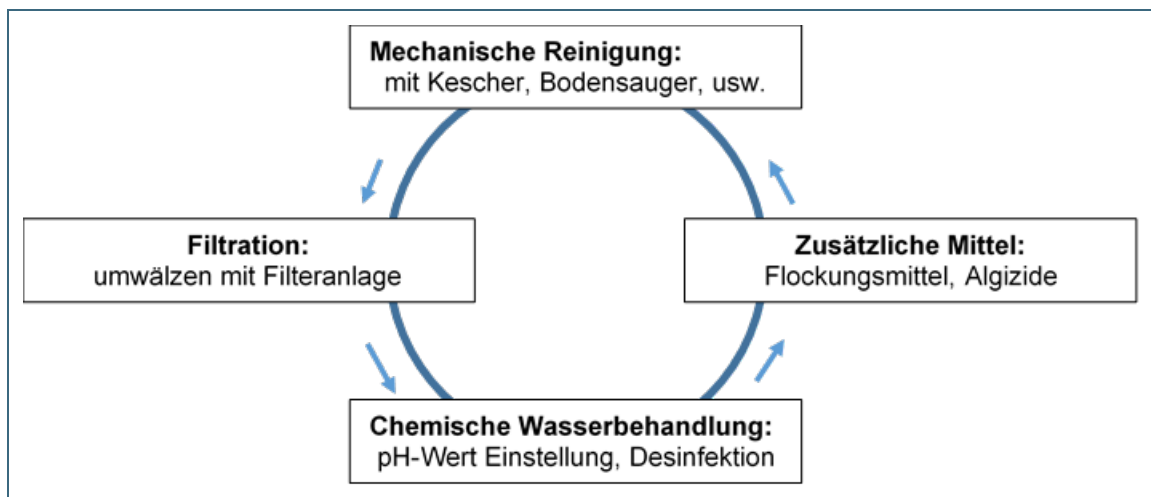 Mechanische Reinigung:
mit Kescher, Bodensauger, usw.
Filtration:
umwälzen mit Filteranlage
Zusätzliche Mittel:
Flockungsmittel, Algizide
Chemische Wasserbehandlung:
pH-Wert Einstellung, Desinfektion